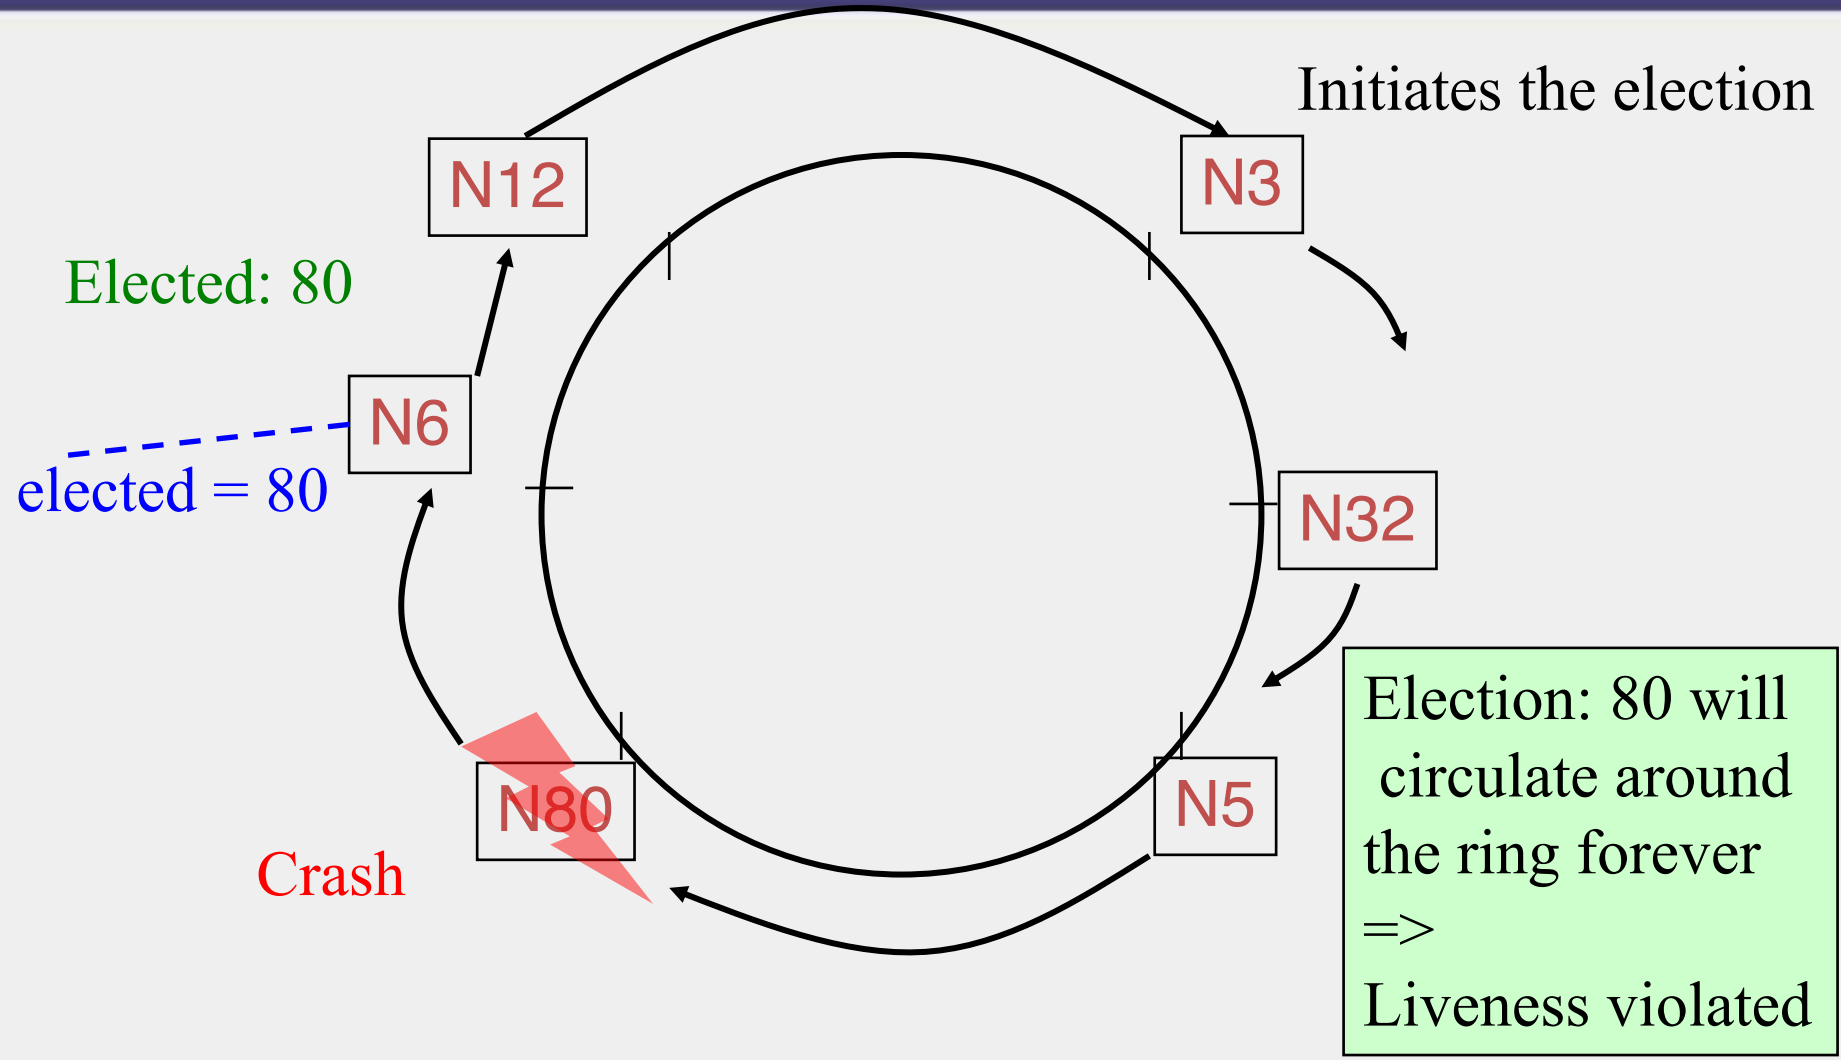 Initiates the election
N12
N3
Elected: 80
N6
elected = 80
N32
N80
N5
Crash
Election: 80 will
circulate around
the ring forever
=>
Liveness violated